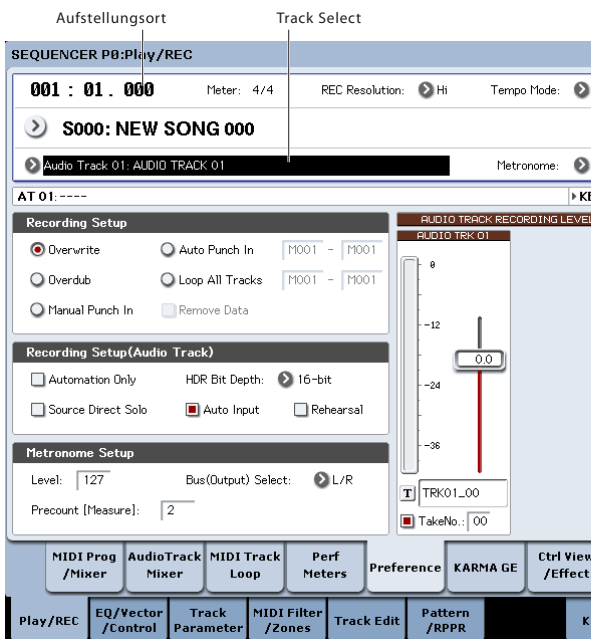 Aufstellungsort Track Select
SEQUENCER P0:Play/REC
001 : 01 . 000 Meter: 4/4 REC Resolution: Hi Tempo Mode:
S000: NEW SONG 000
Audio Track 01: AUDIO TRACK 01 Metronome:
AT 01:---- KE
Recording Setup
Overwrite Auto Punch In M001 - M001
Overdub Loop All Tracks M001 - M001
Manual Punch In Remove Data
Recording Setup(Audio Track)
Automation Only HDR Bit Depth: 16-bit
Source Direct Solo Auto Input Rehearsal
Metronome Setup
Level: 127 Bus(Output) Select: L/R
Precount [Measure]: 2
AUDIO TRACK RECORDING LEVEL
AUDIO TRK 01
0
-12
0.0
-24
-36
T TRK01_00
TakeNo.: 00
MIDI Prog /Mixer
AudioTrack Mixer
MIDI Track Loop
Perf Meters
Preference
KARMA GE
Ctrl View /Effect
Play/REC
EQ/Vector /Control
Track Parameter
MIDI Filter /Zones
Track Edit
Pattern /RPPR
K